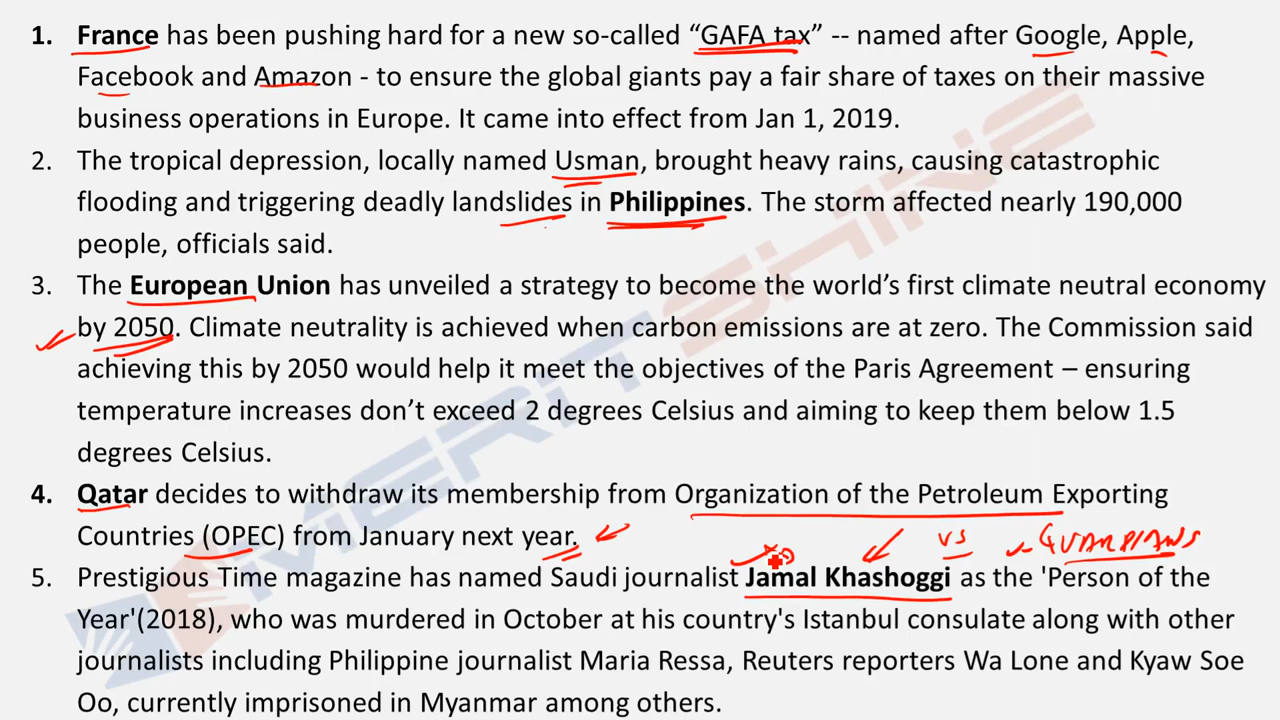 1. France has been pushing hard for a new so-called “GAFA tax” -- named after Google, Apple,
Facebook and Amazon - to ensure the global giants pay a fair share of taxes on their massive
business operations in Europe. It came into effect from Jan 1, 2019.
2. The tropical depression, locally named Usman, brought heavy rains, causing catastrophic
flooding and triggering deadly landslides in Philippines. The storm affected nearly 190,000
people, officials said.
3. The European Union has unveiled a strategy to become the world’s first climate neutral economy
by 2050. Climate neutrality is achieved when carbon emissions are at zero. The Commission said
achieving this by 2050 would help it meet the objectives of the Paris Agreement – ensuring
temperature increases don’t exceed 2 degrees Celsius and aiming to keep them below 1.5
degrees Celsius.
4. Qatar decides to withdraw its membership from Organization of the Petroleum Exporting
Countries (OPEC) from January next year.
VS GUARDIANS
5. Prestigious Time magazine has named Saudi journalist Jamal Khashoggi as the 'Person of the
Year'(2018), who was murdered in October at his country's Istanbul consulate along with other
journalists including Philippine journalist Maria Ressa, Reuters reporters Wa Lone and Kyaw Soe
Oo, currently imprisoned in Myanmar among others.
MERITSHINE